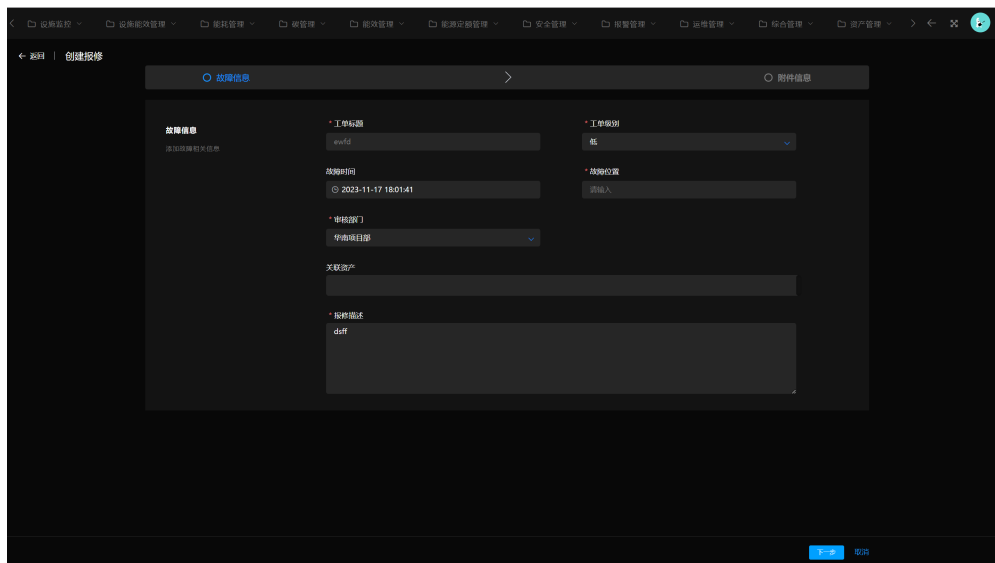 设施监控 设施能效管理 能耗管理 碳管理 能效管理 能源定额管理 安全管理 报警管理 运维管理 综合管理 资产管理
返回 创建报修
故障信息 附件信息
故障信息
添加故障相关信息
* 工单标题 * 工单级别
ewfd 低
故障时间 * 故障位置
2023-11-17 18:01:41 请输入
* 审核部门
华南项目部
关联资产
* 报修描述
dsff
下一步 取消